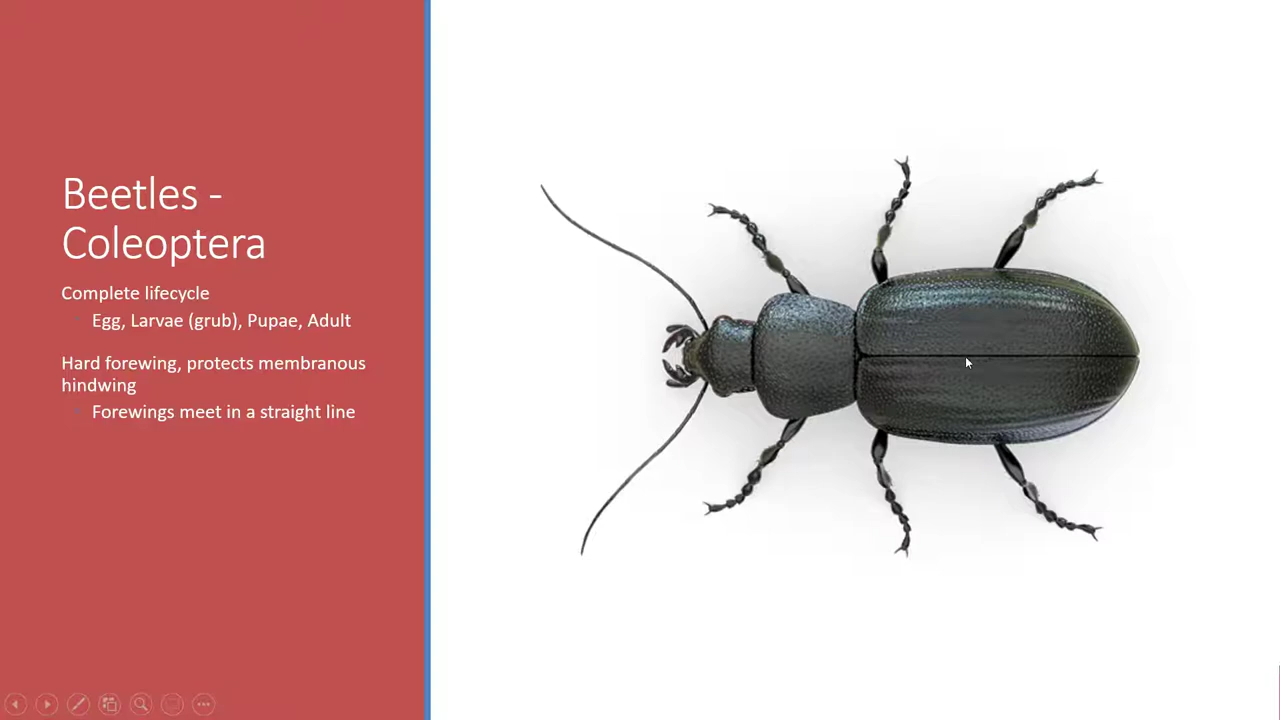 Beetles -
Coleoptera
Complete lifecycle
Egg, Larvae (grub), Pupae, Adult
Hard forewing, protects membranous
hindwing
Forewings meet in a straight line